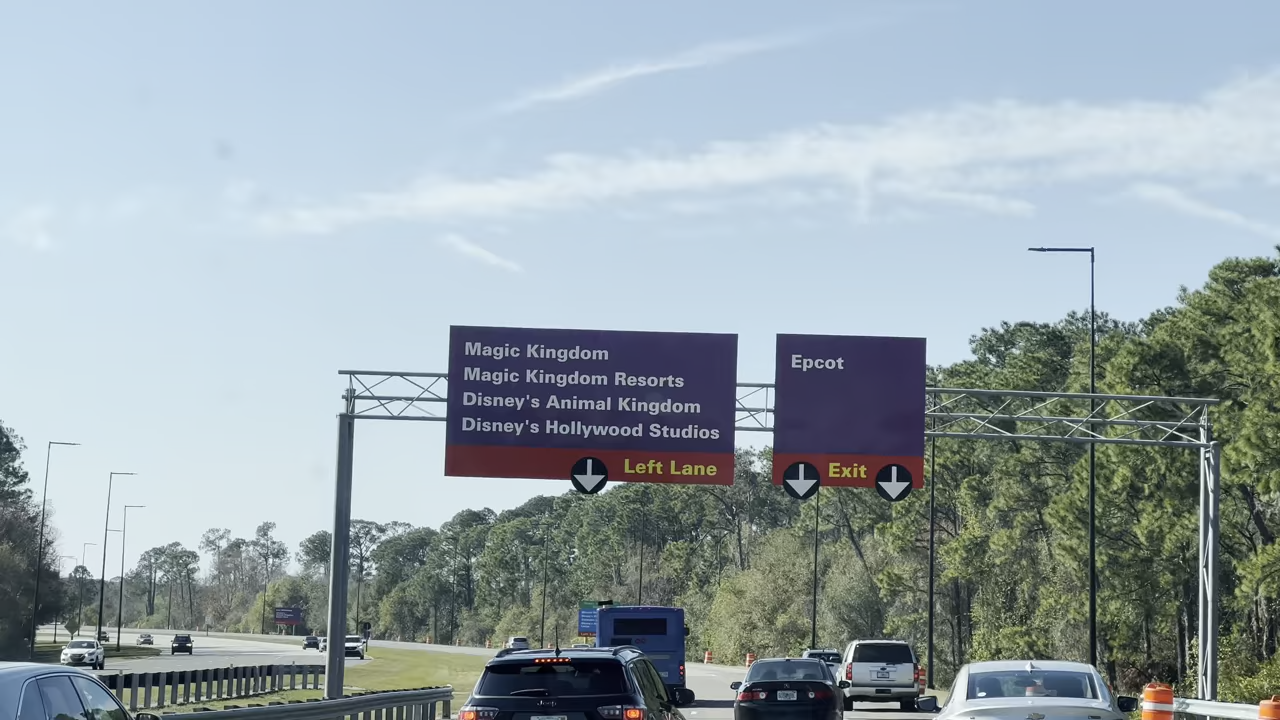 Magic Kingdom
Magic Kingdom Resorts
Disney's Animal Kingdom
Disney's Hollywood Studios
Left Lane
Epcot
Exit